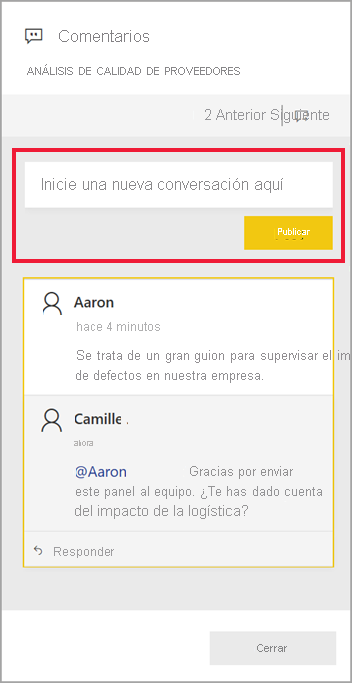 Comentarios
ANÁLISIS DE CALIDAD DE PROVEEDORES
2 Anterior Siguiente
Inicie una nueva conversación aquí
Publicar
Aaron
hace 4 minutos
Se trata de un gran guion para supervisar el im
de defectos en nuestra empresa.
Camille .
ahora
@Aaron Gracias por enviar
este panel al equipo. ¿Te has dado cuenta
del impacto de la logística?
Responder
Cerrar